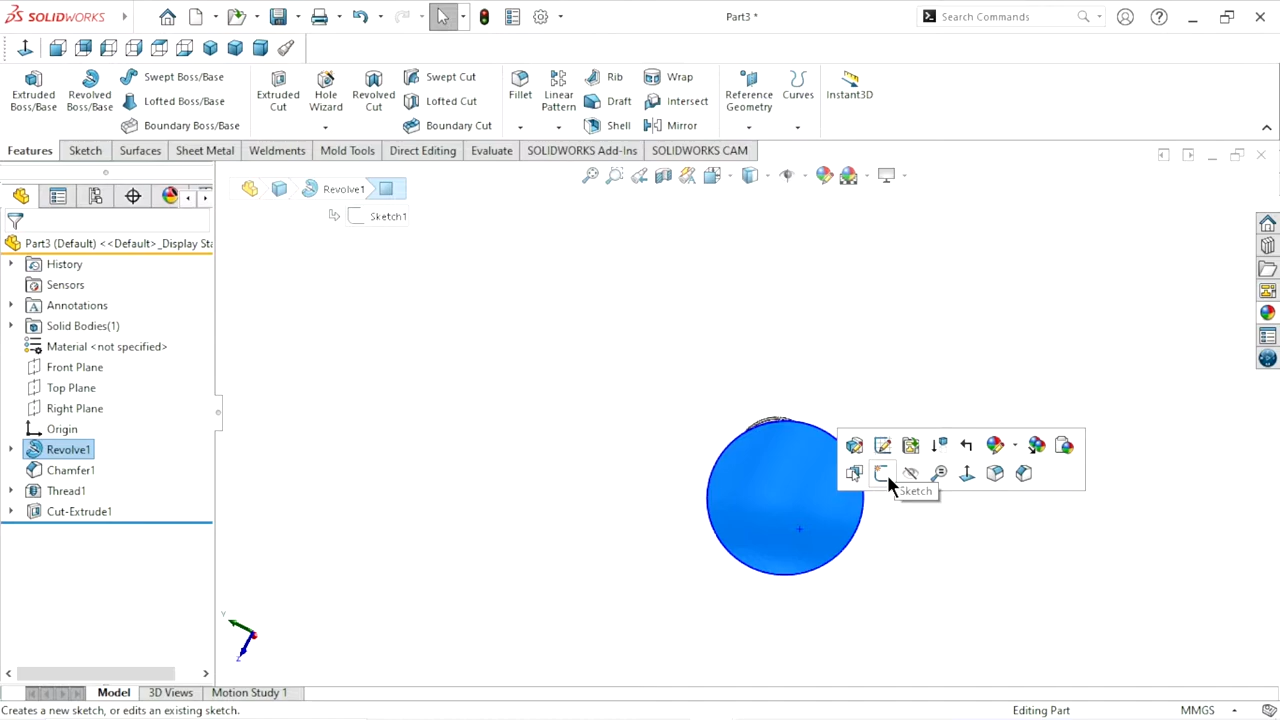 SOLIDWORKS
Part3 *
Search Commands
Extruded Boss/Base
Revolved Boss/Base
Swept Boss/Base
Lofted Boss/Base
Boundary Boss/Base
Extruded Cut
Hole Wizard
Revolved Cut
Swept Cut
Lofted Cut
Boundary Cut
Fillet
Linear Pattern
Rib
Draft
Shell
Wrap
Intersect
Mirror
Reference Geometry
Curves
Instant3D
Features
Sketch
Surfaces
Sheet Metal
Weldments
Mold Tools
Direct Editing
Evaluate
SOLIDWORKS Add-Ins
SOLIDWORKS CAM
Revolve1
Sketch1
Part3 (Default) <<Default>_Display Sta
History
Sensors
Annotations
Solid Bodies(1)
Material <not specified>
Front Plane
Top Plane
Right Plane
Origin
Revolve1
Chamfer1
Thread1
Cut-Extrude1
Sketch
Y
Z
Model
3D Views
Motion Study 1
Creates a new sketch, or edits an existing sketch.
Editing Part
MMGS